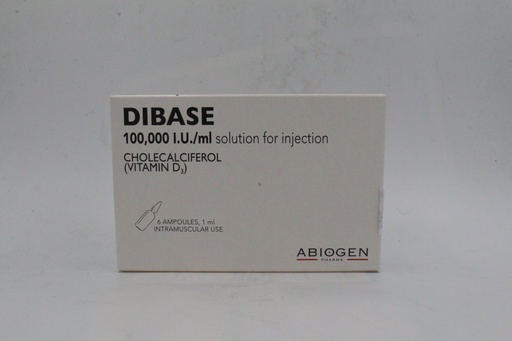 DIBASE
100,000 I.U./ml solution for injection
CHOLECALCIFEROL
(VITAMIN D₃)
6 AMPOULES, 1 ml
INTRAMUSCULAR USE
ABIOGEN
PHARMA